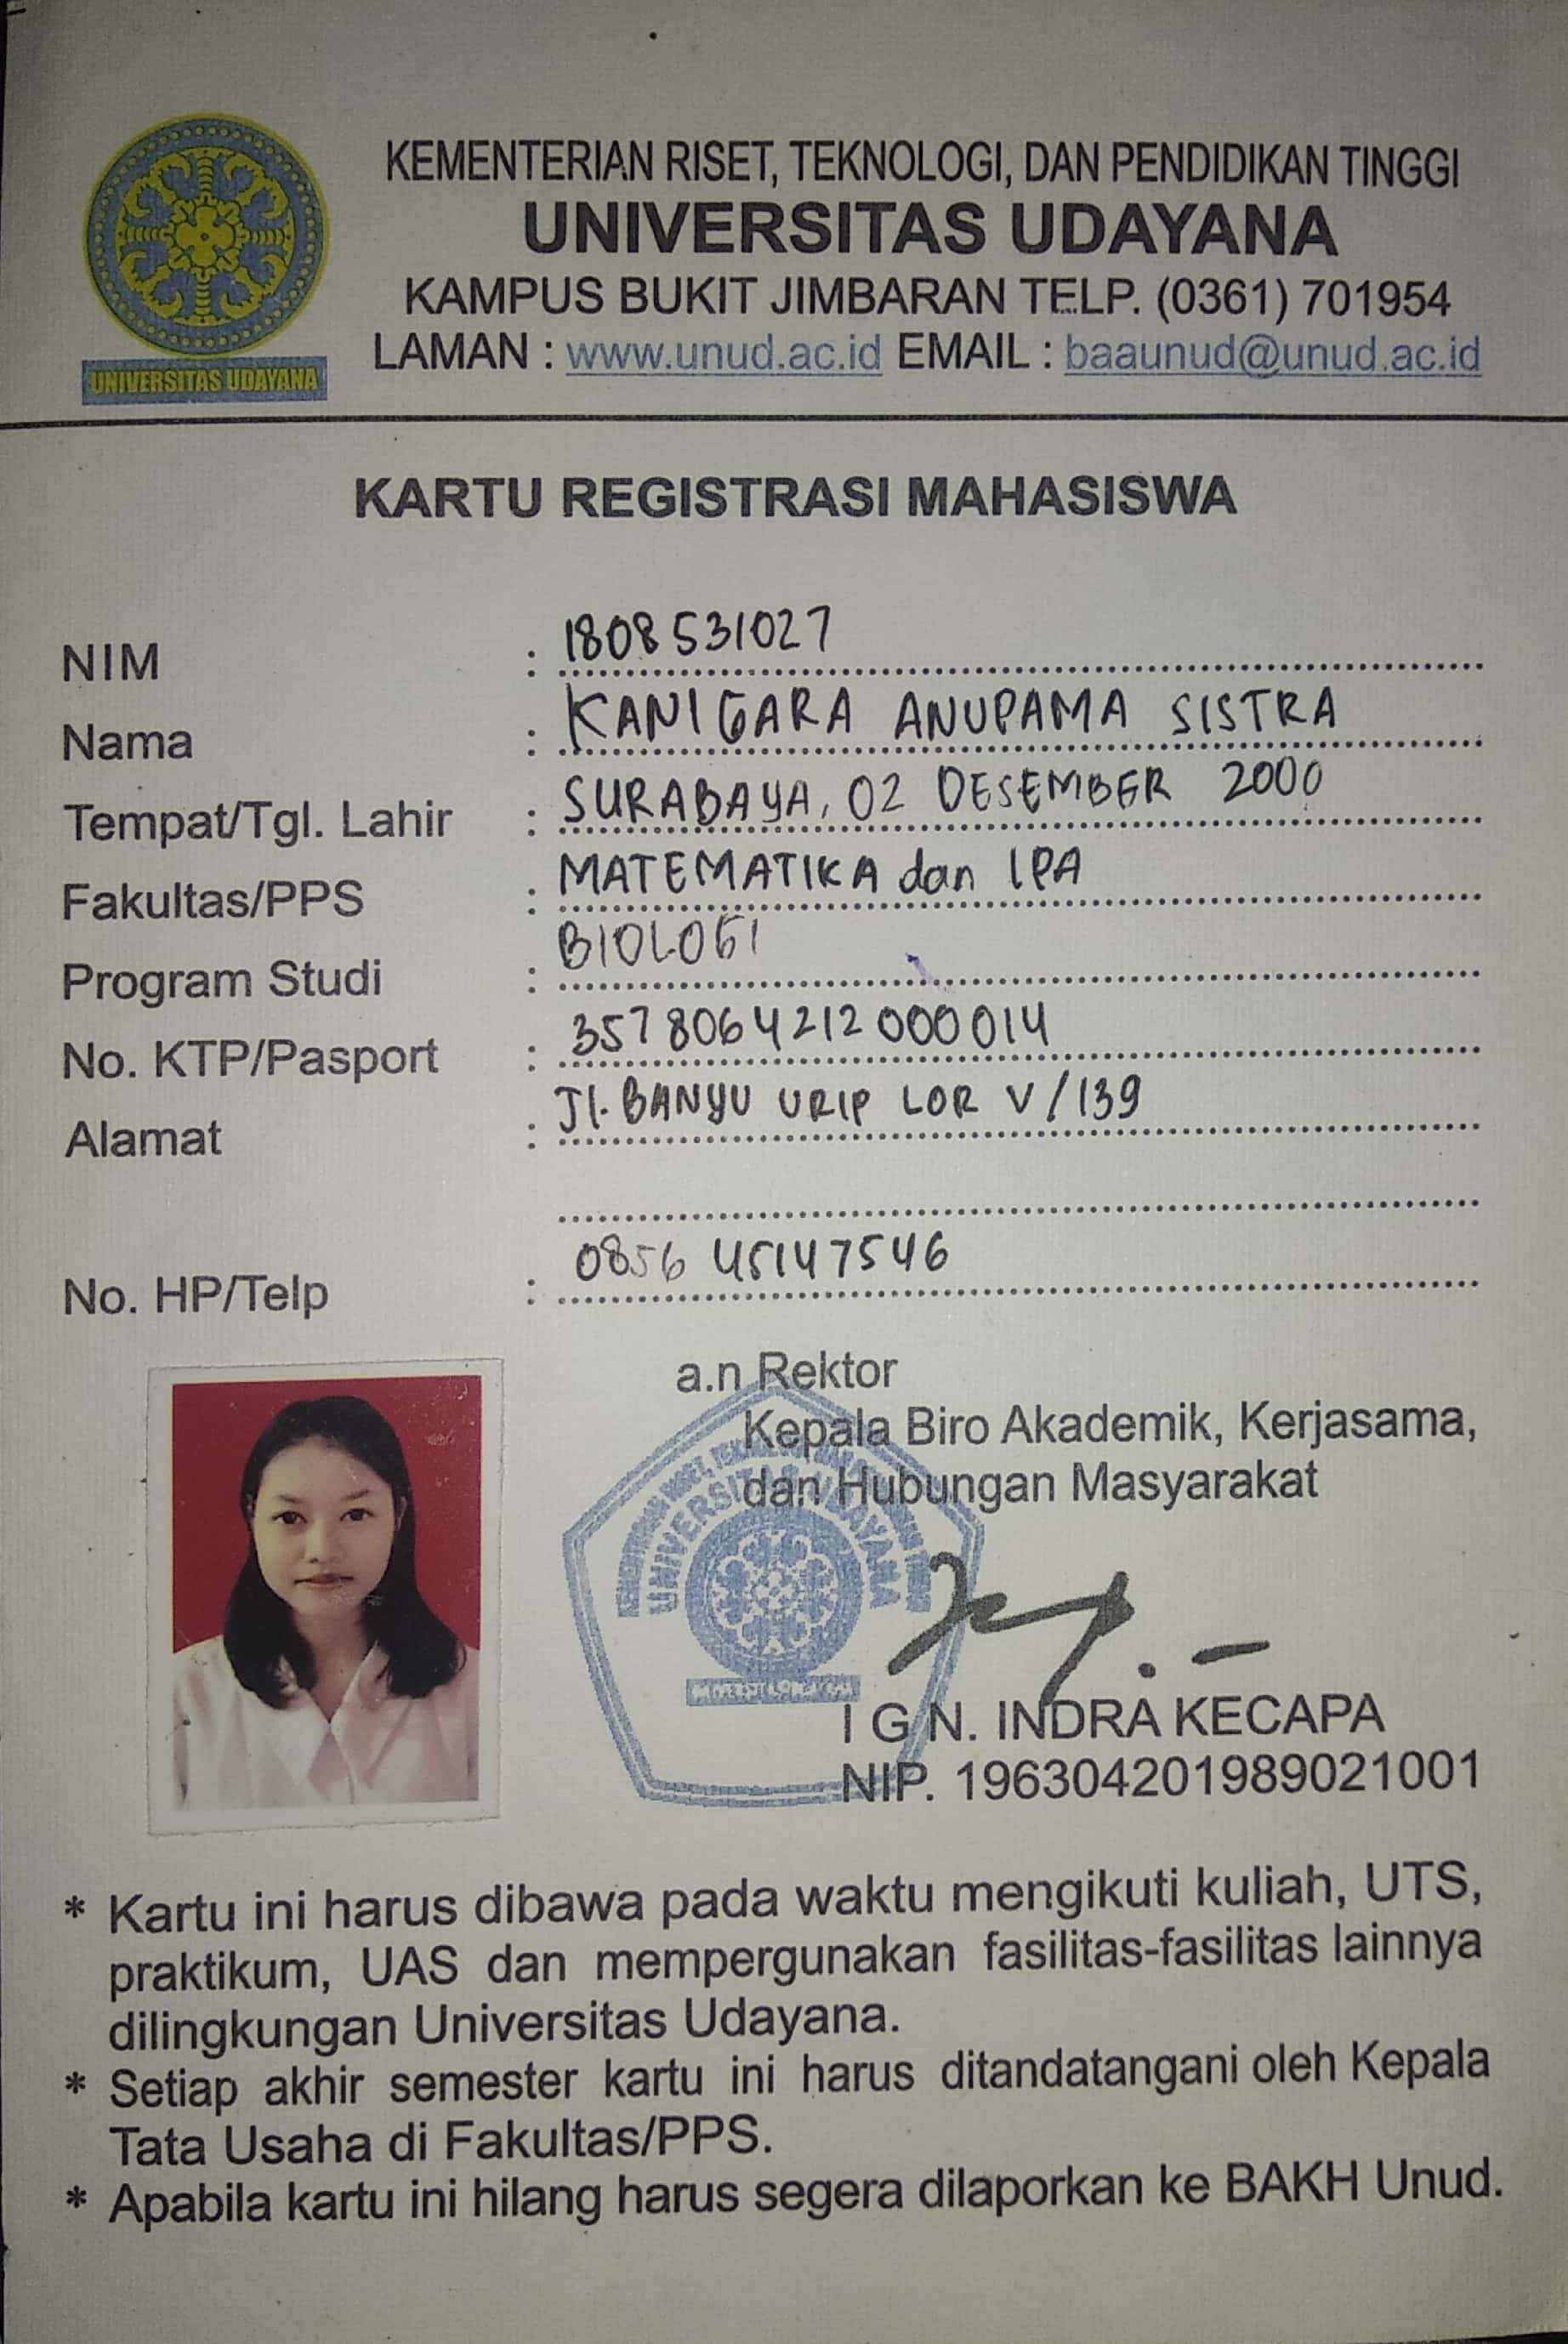 KEMENTERIAN RISET, TEKNOLOGI, DAN PENDIDIKAN TINGGI
UNIVERSITAS UDAYANA
KAMPUS BUKIT JIMBARAN TELP. (0361) 701954
LAMAN : www.unud.ac.id EMAIL : baaunud@unud.ac.id
UNIVERSITAS UDAYANA
KARTU REGISTRASI MAHASISWA
NIM : 1808531027
Nama : KANIGARA ANUPAMA SISTRA
Tempat/Tgl. Lahir : SURABAYA, 02 DESEMBER 2000
Fakultas/PPS : MATEMATIKA dan IPA
Program Studi : BIOLOGI
No. KTP/Pasport : 3578064212000014
Alamat : Jl. BANYU URIP LOR V/139
No. HP/Telp : 0856 45147546
a.n Rektor
Kepala Biro Akademik, Kerjasama,
dan Hubungan Masyarakat
UNIVERSITAS UDAYANA
I G N. INDRA KECAPA
NIP. 196304201989021001
* Kartu ini harus dibawa pada waktu mengikuti kuliah, UTS,
praktikum, UAS dan mempergunakan fasilitas-fasilitas lainnya
dilingkungan Universitas Udayana.
* Setiap akhir semester kartu ini harus ditandatangani oleh Kepala
Tata Usaha di Fakultas/PPS.
* Apabila kartu ini hilang harus segera dilaporkan ke BAKH Unud.